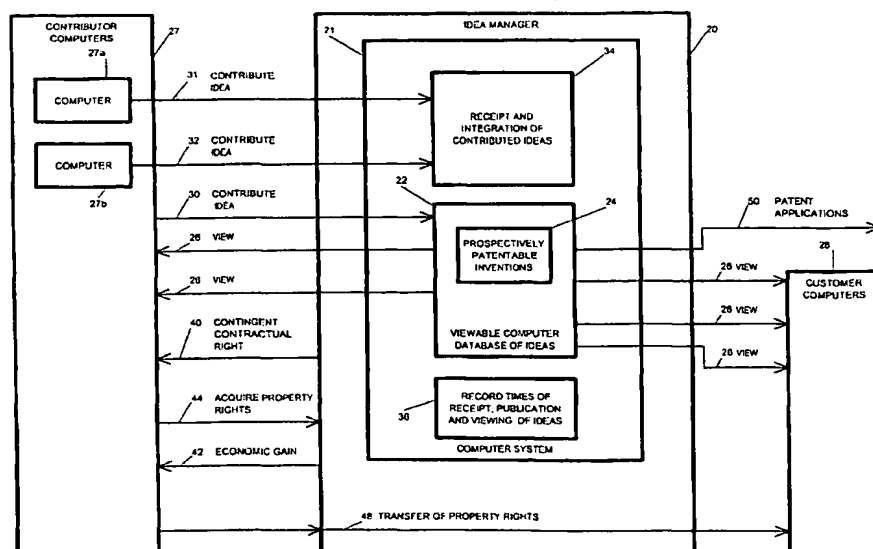 CONTRIBUTOR
COMPUTERS
27
IDEA MANAGER
27a
21
34
20
31 CONTRIBUTE
IDEA
COMPUTER
RECEIPT AND
INTEGRATION OF
CONTRIBUTED IDEAS
32 CONTRIBUTE
IDEA
COMPUTER
27b
22
24
30 CONTRIBUTE
IDEA
50 PATENT
APPLICATIONS
26 VIEW
PROSPECTIVELY
PATENTABLE
INVENTIONS
28
26 VIEW
CUSTOMER
COMPUTERS
26 VIEW
26 VIEW
VIEWABLE COMPUTER
DATABASE OF IDEAS
26 VIEW
40 CONTINGENT
CONTRACTUAL
RIGHT
44 ACQUIRE PROPERTY
RIGHTS
36
RECORD TIMES OF
RECEIPT, PUBLICATION
AND VIEWING OF IDEAS
COMPUTER SYSTEM
42 ECONOMIC GAIN
48 TRANSFER OF PROPERTY RIGHTS